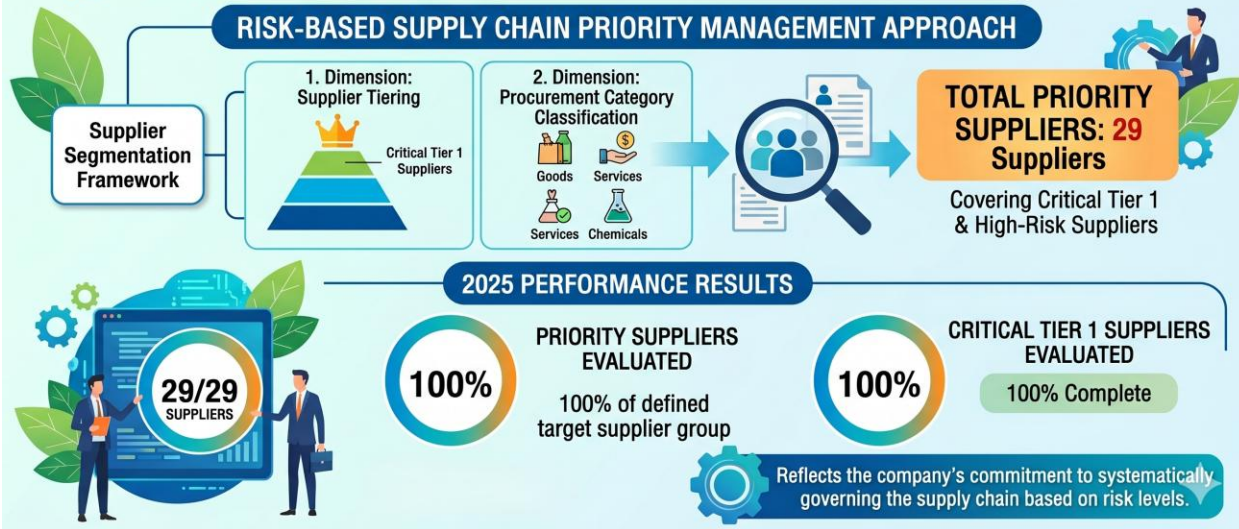 RISK-BASED SUPPLY CHAIN PRIORITY MANAGEMENT APPROACH
Supplier
Segmentation
Framework
1. Dimension:
Supplier Tiering
Critical Tier 1
Suppliers
2. Dimension:
Procurement Category
Classification
$
Goods
Services
Services
Chemicals
TOTAL PRIORITY
SUPPLIERS: 29
Suppliers
Covering Critical Tier 1
& High-Risk Suppliers
2025 PERFORMANCE RESULTS
29/29
SUPPLIERS
100%
PRIORITY SUPPLIERS
EVALUATED
100% of defined
target supplier group
100%
CRITICAL TIER 1 SUPPLIERS
EVALUATED
100% Complete
Reflects the company's commitment to systematically
governing the supply chain based on risk levels.